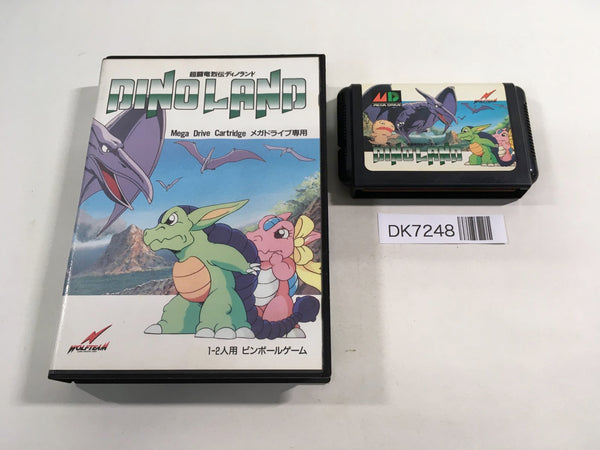 超闘竜烈伝ディノランド
DINO LAND
Mega Drive Cartridge メガドライブ専用
WOLFTEAM
1-2人用 ピンボールゲーム
MD
MEGA DRIVE
WOLFTEAM
DINO LAND
DK7248